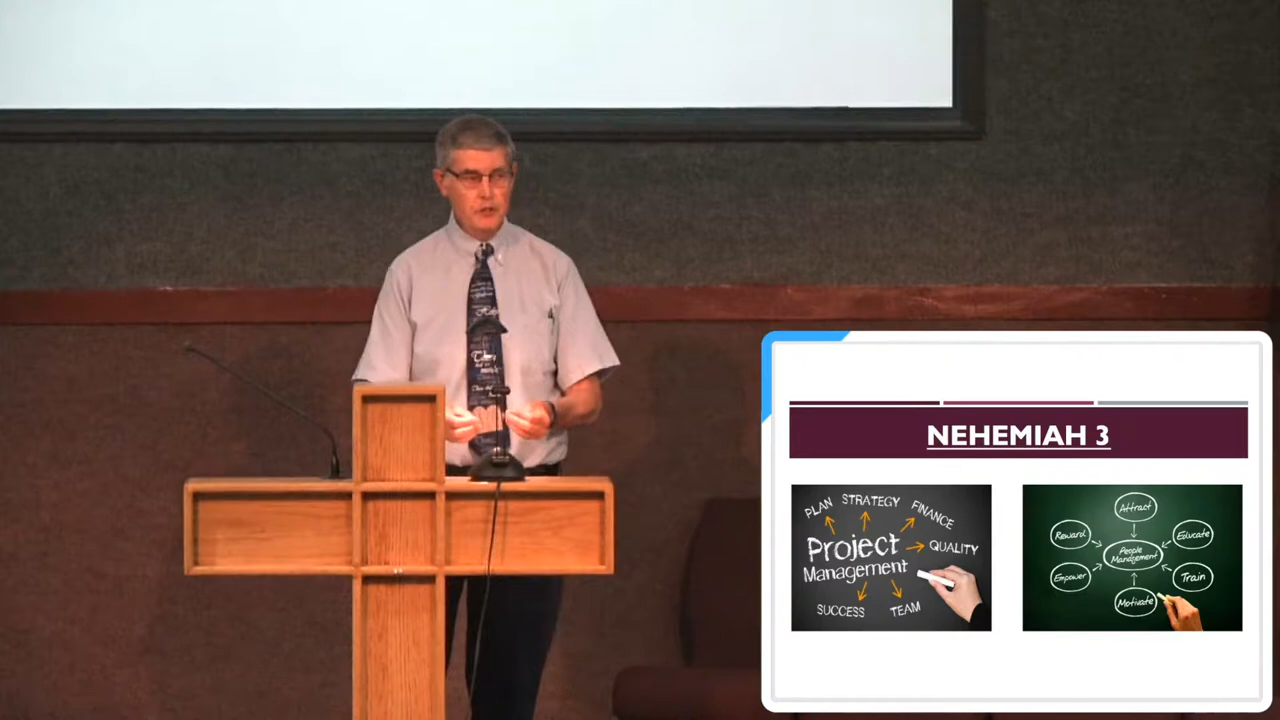 NEHEMIAH 3
PLAN
STRATEGY
FINANCE
Project
Management
QUALITY
SUCCESS
TEAM
Attract
Reward
Educate
People
Management
Empower
Train
Motivate